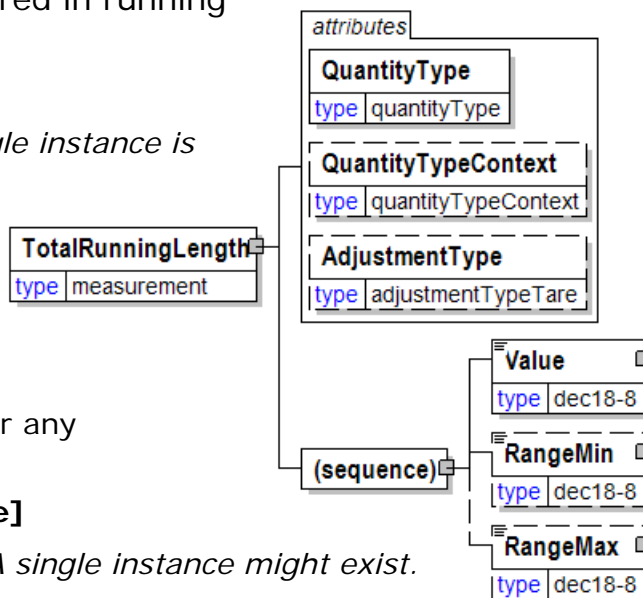 red in running
gle instance is
r any
e]
A single instance might exist.
TotalRunningLength
type measurement
attributes
QuantityType
type quantityType
QuantityTypeContext
type quantityTypeContext
AdjustmentType
type adjustmentTypeTare
(sequence)
Value
type dec18-8
RangeMin
type dec18-8
RangeMax
type dec18-8